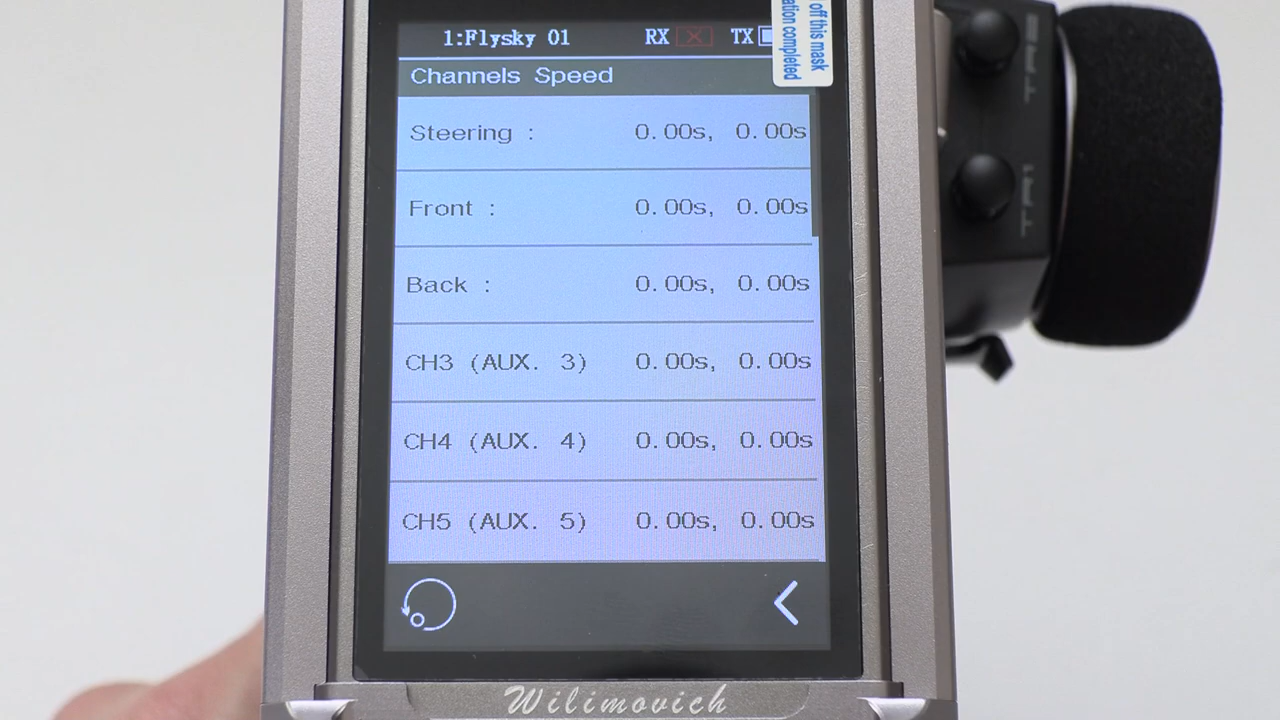 1:Flysky 01 RX TX
off this mask
ation completed
Channels Speed
Steering : 0.00s, 0.00s
Front : 0.00s, 0.00s
Back : 0.00s, 0.00s
CH3 (AUX. 3) 0.00s, 0.00s
CH4 (AUX. 4) 0.00s, 0.00s
CH5 (AUX. 5) 0.00s, 0.00s
Wilimovich